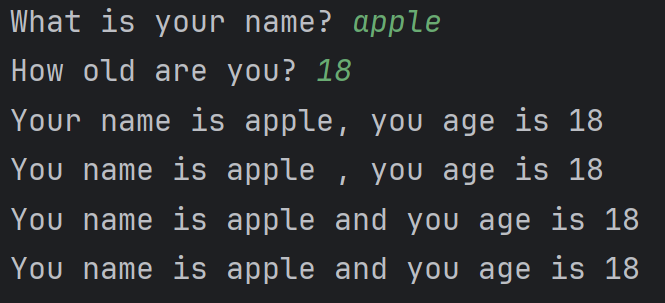 What is your name? apple
How old are you? 18
Your name is apple, you age is 18
You name is apple , you age is 18
You name is apple and you age is 18
You name is apple and you age is 18